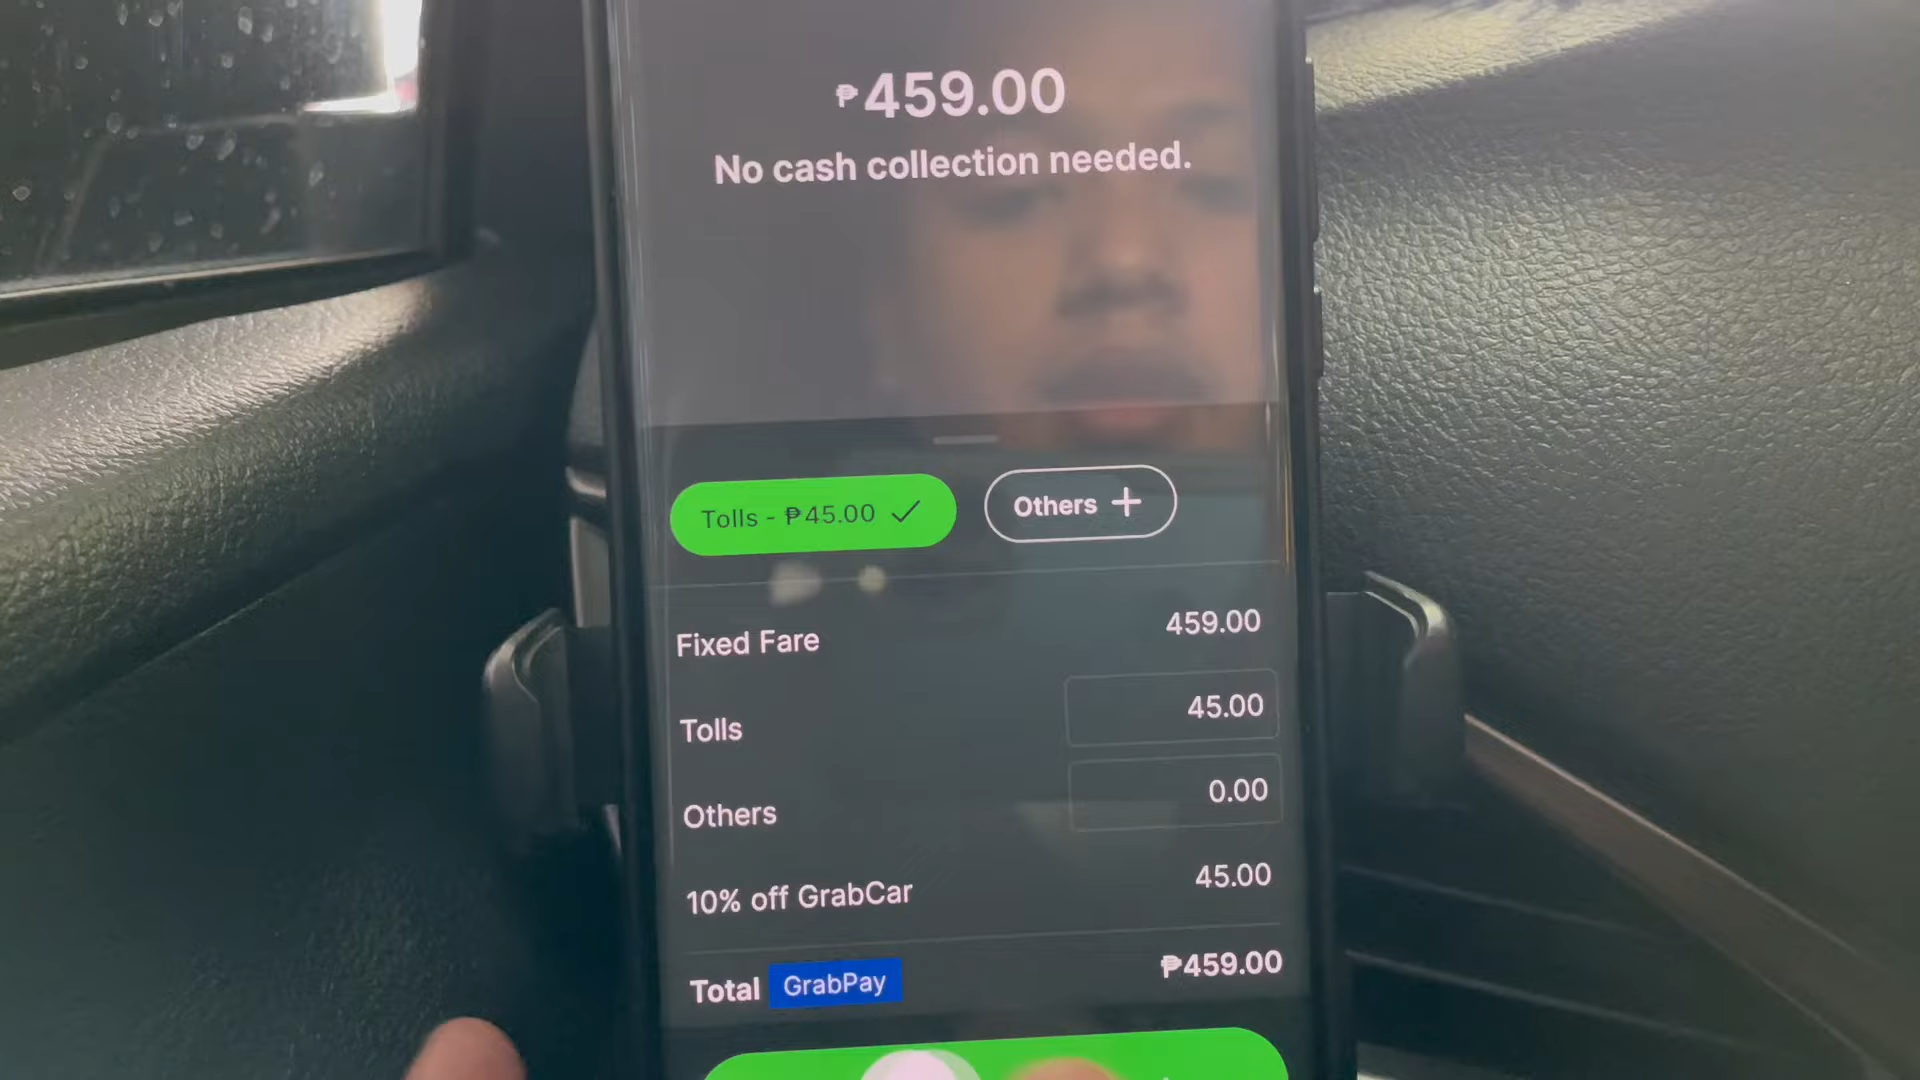 ₱459.00
No cash collection needed.
Tolls - ₱45.00
Others +
Fixed Fare 459.00
Tolls 45.00
Others 0.00
10% off GrabCar 45.00
Total GrabPay ₱459.00